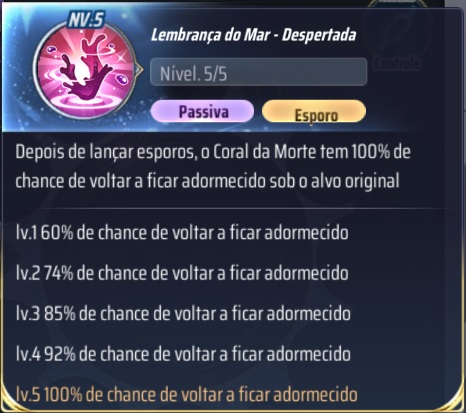 NV.5
Lembrança do Mar - Despertada
Nível. 5/5
Controle
Passiva
Esporo
Depois de lançar esporos, o Coral da Morte tem 100% de
chance de voltar a ficar adormecido sob o alvo original
lv.1 60% de chance de voltar a ficar adormecido
lv.2 74% de chance de voltar a ficar adormecido
lv.3 85% de chance de voltar a ficar adormecido
lv.4 92% de chance de voltar a ficar adormecido
lv.5 100% de chance de voltar a ficar adormecido